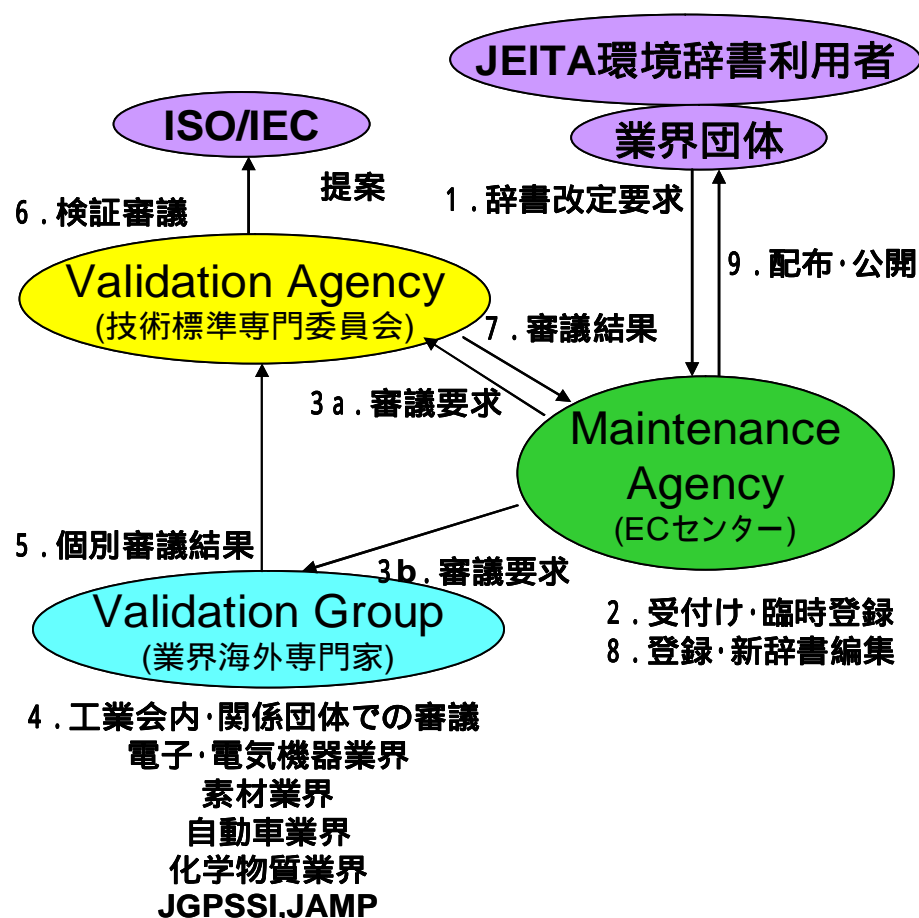 JEITA環境辞書利用者
業界団体
ISO/IEC
提案
1．辞書改定要求
6．検証審議
9．配布・公開
Validation Agency
(技術標準専門委員会)
7．審議結果
3a．審議要求
Maintenance
Agency
(ECセンター)
5．個別審議結果
3b．審議要求
Validation Group
(業界海外専門家)
2．受付け・臨時登録
8．登録・新辞書編集
4．工業会内・関係団体での審議
電子・電気機器業界
素材業界
自動車業界
化学物質業界
JGPSSI,JAMP